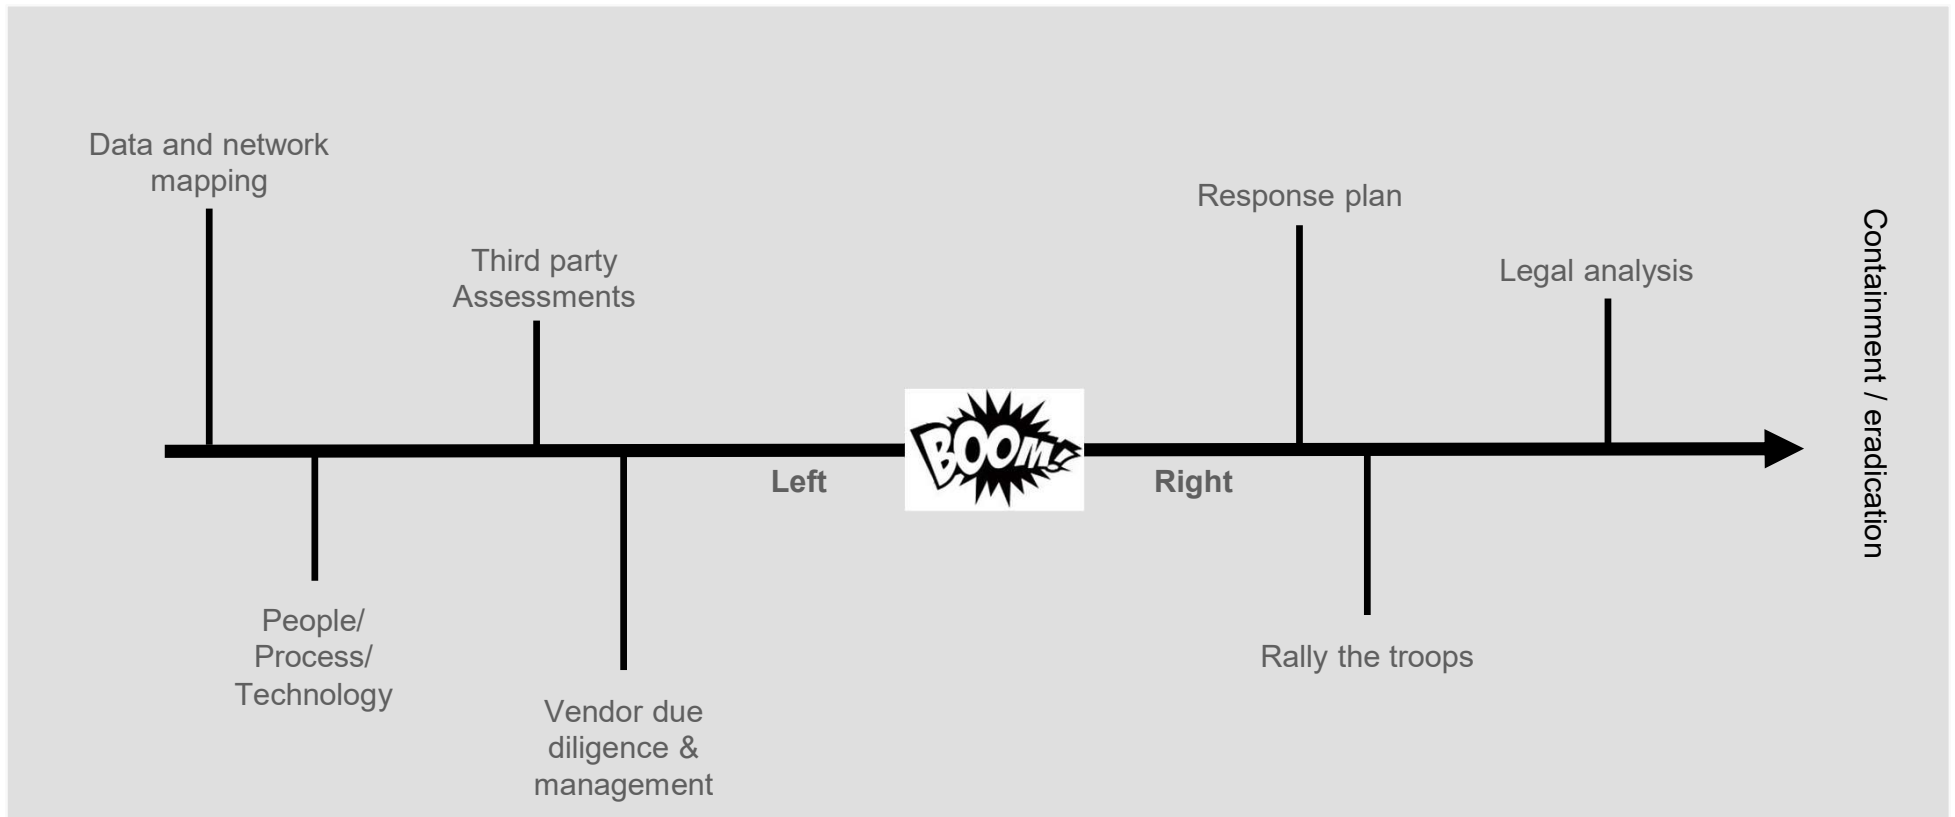 Data and network
mapping
Third party
Assessments
People/
Process/
Technology
Vendor due
diligence &
management
Left
BOOM!
Right
Response plan
Legal analysis
Rally the troops
Containment / eradication